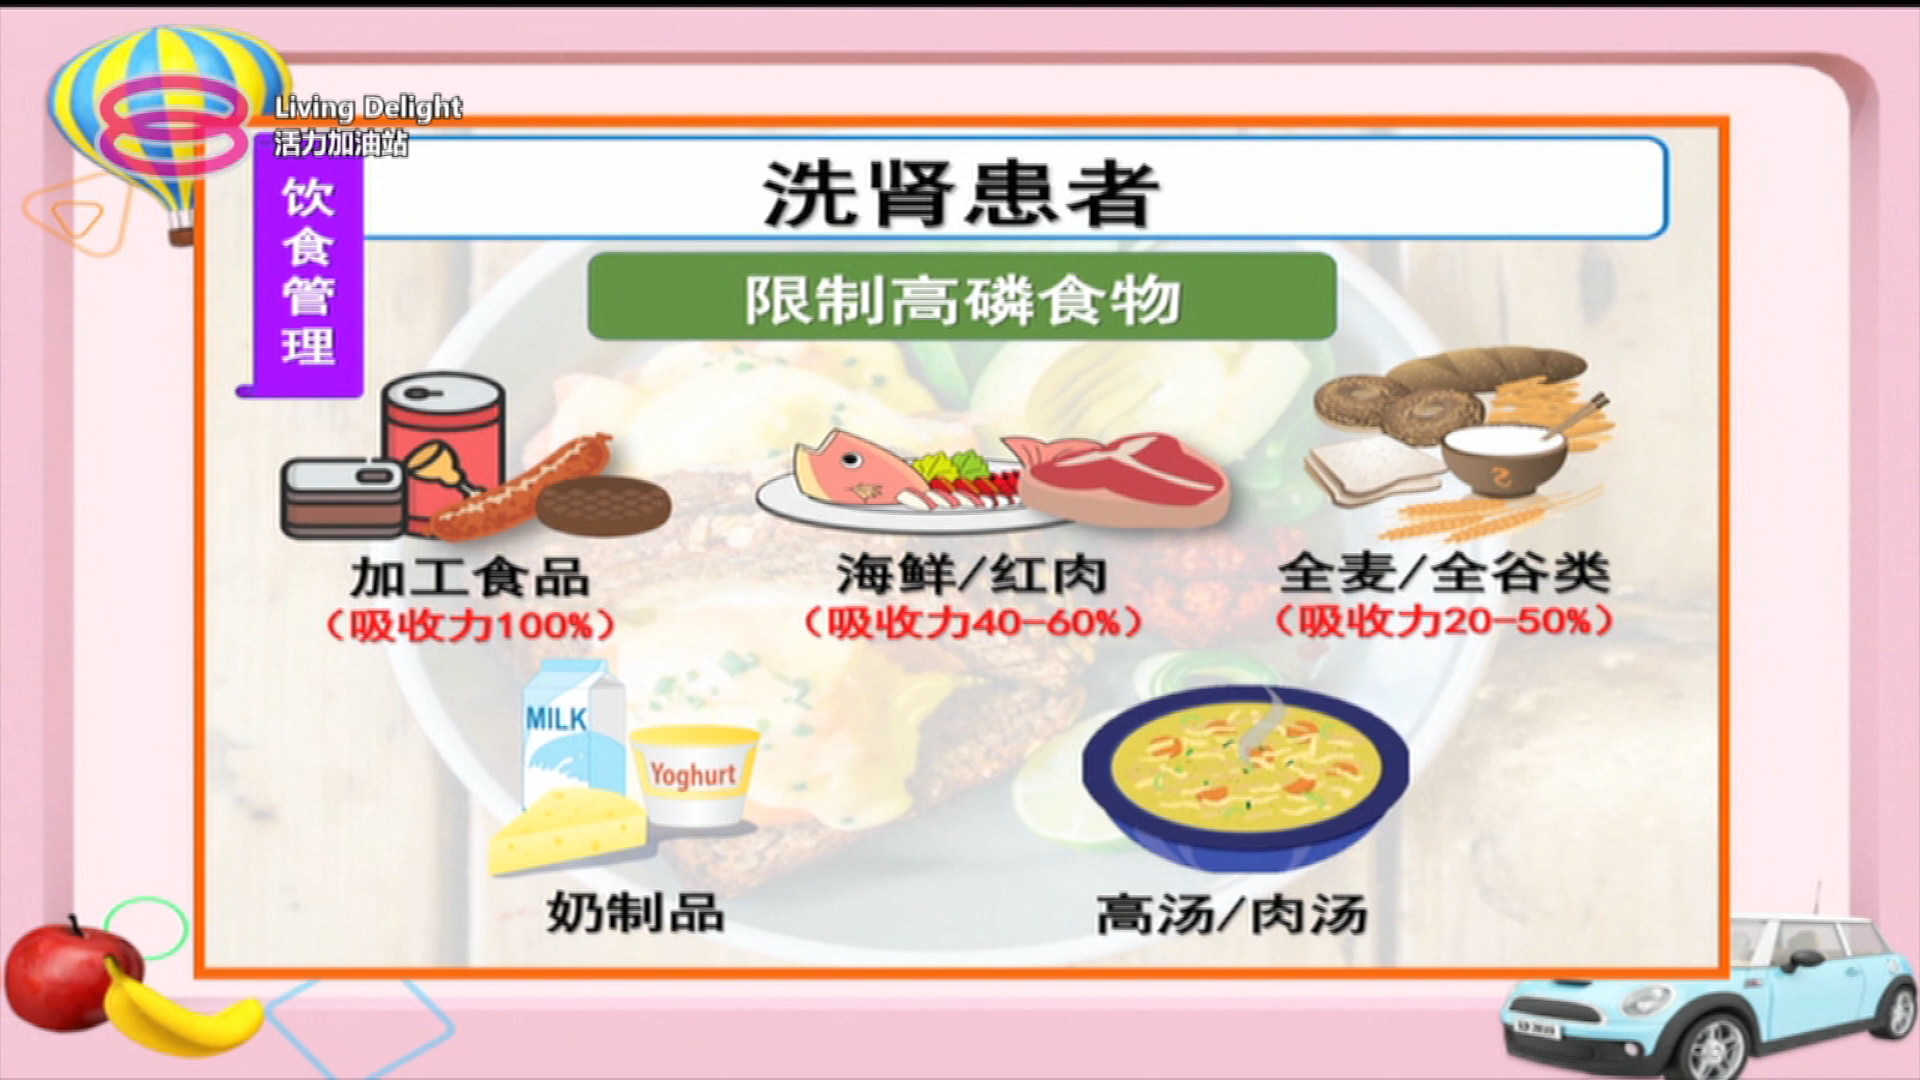 Living Delight
活力加油站
饮食管理
洗肾患者
限制高磷食物
加工食品
（吸收力100%）
海鲜/红肉
（吸收力40-60%）
全麦/全谷类
（吸收力20-50%）
MILK
Yoghurt
奶制品
高汤/肉汤